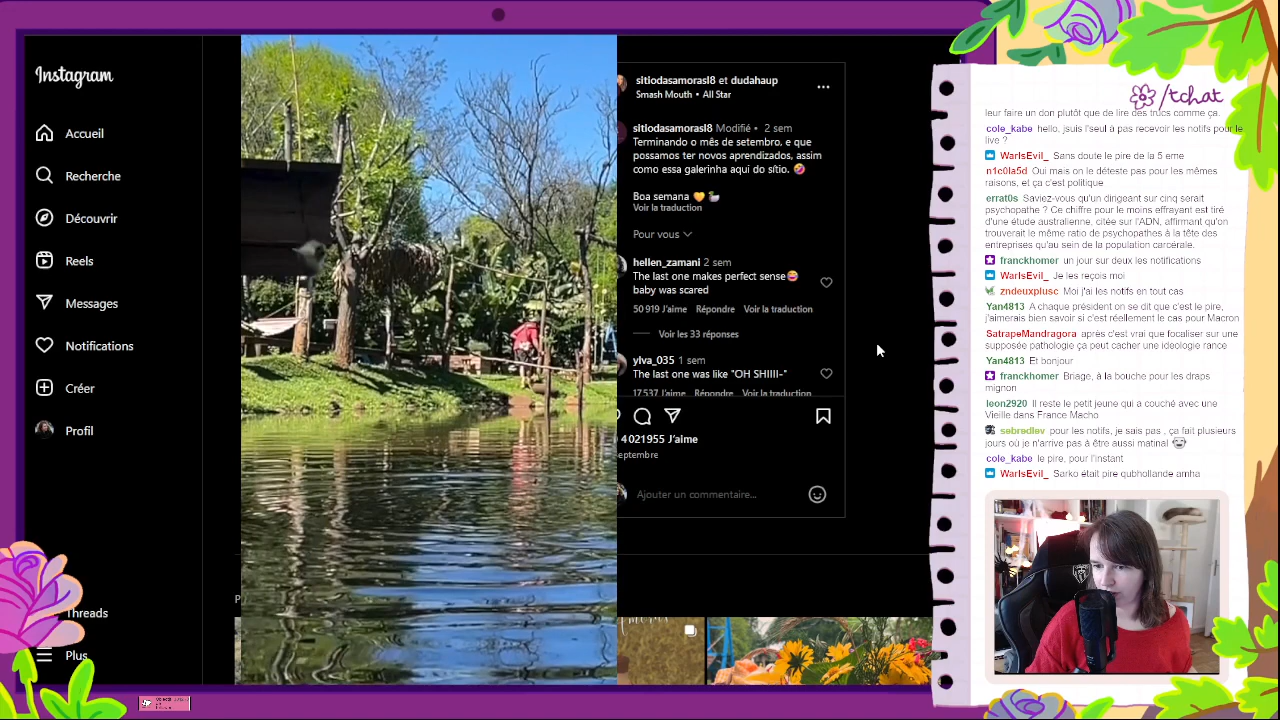 Instagram
Accueil
Recherche
Découvrir
Reels
Messages
Notifications
Créer
Profil
Threads
Plus
sitiodasamorasl8 et dudahaup
Smash Mouth • All Star
sitiodasamorasl8 Modifié • 2 sem
Terminando o mês de setembro, e que
possamos ter novos aprendizados, assim
como essa galerinha aqui do sítio. 🤣
Boa semana 🧡🦢
Voir la traduction
Pour vous
hellen_zamani 2 sem
The last one makes perfect sense😂
baby was scared
50 919 J'aime Répondre Voir la traduction
Voir les 33 réponses
ylva_035 1 sem
The last one was like "OH SHIIII-"
17 537 J'aime Répondre Voir la traduction
4 021 955 J'aime
eptembre
Ajouter un commentaire...
/tchat
leur faire un don plutôt que de lire des trucs comme ça.
cole_kabe hello, jsuis l'seul à pas recevoir les notifs pour le
live ?
WarIsEvil_ Sans doute le pire de la 5 eme
n1c0la5d Oui mais on le déteste pas pour les mêmes
raisons, et ça c'est politique
errat0s Saviez-vous qu'un dirigeant sur cinq serait
psychopathe ? Ce chiffre pour le moins effrayant est tiré
d'une étude australienne, citée sur l'ADN, affirmant qu'on
trouverait le même ratio de psychopathes à la tête des
entreprises qu'au sein de la population carcérale.
franckhomer un jour sur deux les notifications
WarIsEvil_ Je les reçois moi
zndeuxplusc Moi j'ai les notifs en tout cas
Yan4813 A chaque président on se dit que c'est le pire,
j'aimerais bien savoir si c'est réellement le cas pour Macron
SatrapeMandragora après c'est vrai que focaliser sur une
supposée pathologie ça peut cacher une idéologie rance
Yan4813 Et bonjour
franckhomer Briage, à la bouche pour les draps
mignon
leon2920 Il reste le petit jeune qui a couché avec une
Vieille dans France Macho
sebredlev pour les notifs, je sais pas , ça fait plusieurs
jours où je n'arrive pas à être aussi matinal
cole_kabe le pire, pour l'instant
WarIsEvil_ Sarko était pire qubhollande amha